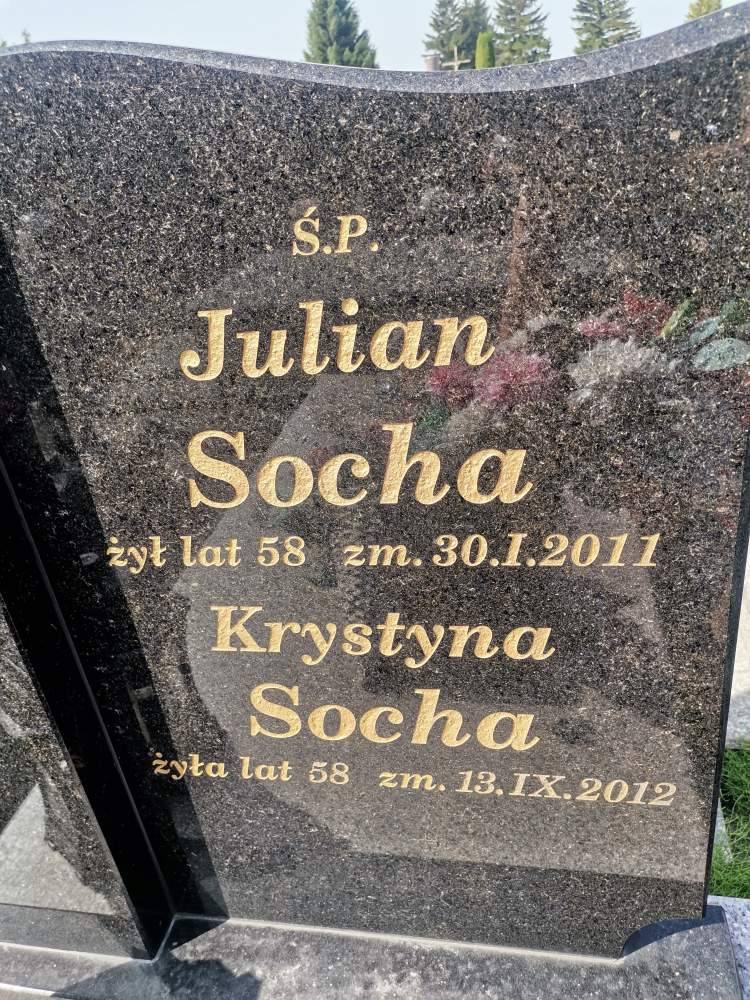 Ś.P.
Julian
Socha
żył lat 58 zm. 30.I.2011
Krystyna
Socha
żyła lat 58 zm. 13.IX.2012